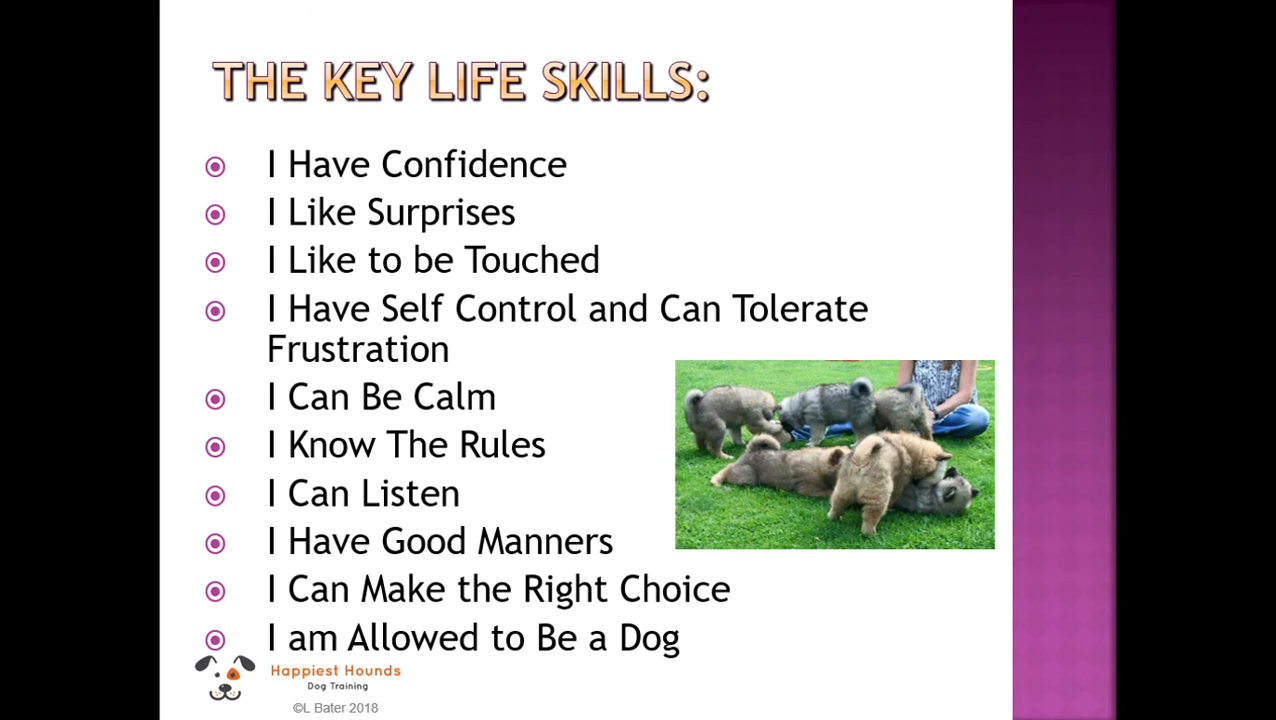 THE KEY LIFE SKILLS:
I Have Confidence
I Like Surprises
I Like to be Touched
I Have Self Control and Can Tolerate
Frustration
I Can Be Calm
I Know The Rules
I Can Listen
I Have Good Manners
I Can Make the Right Choice
I am Allowed to Be a Dog
Happiest Hounds
Dog Training
©L Bater 2018